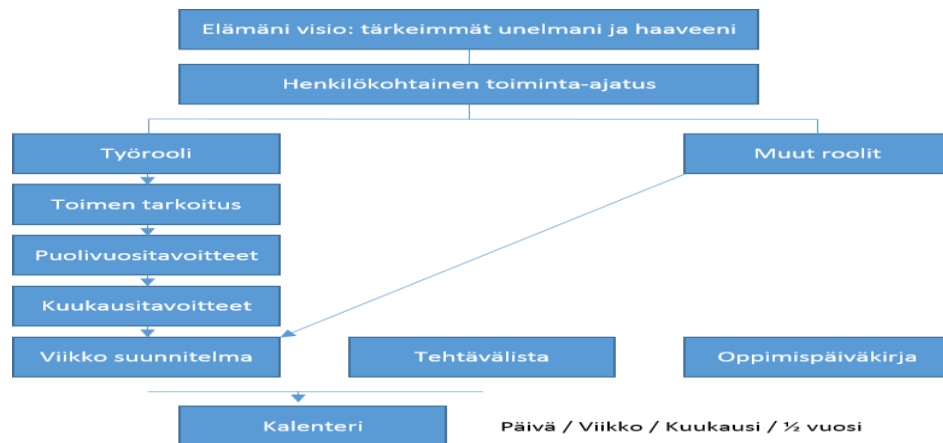 Elämäni visio: tärkeimmät unelmani ja haaveeni
Henkilökohtainen toiminta-ajatus
Työrooli
Muut roolit
Toimen tarkoitus
Puolivuositavoitteet
Kuukausitavoitteet
Viikko suunnitelma
Tehtävälista
Oppimispäiväkirja
Kalenteri
Päivä / Viikko / Kuukausi / ½ vuosi